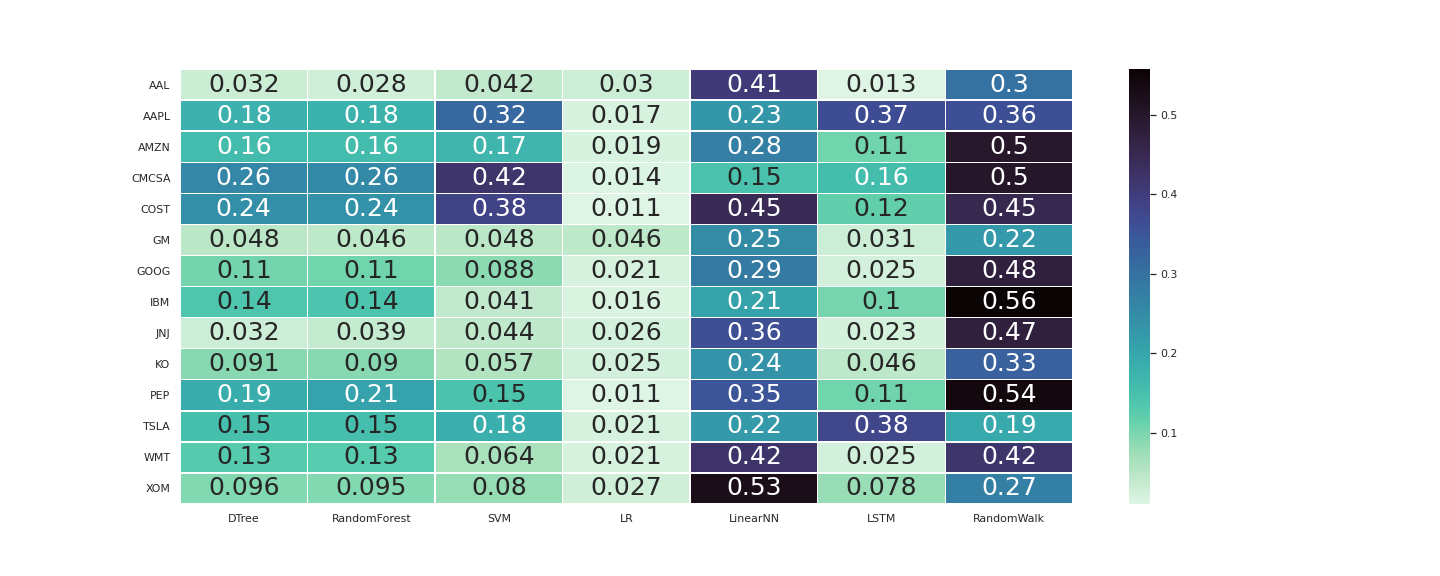 AAL 0.032 0.028 0.042 0.03 0.41 0.013 0.3
AAPL 0.18 0.18 0.32 0.017 0.23 0.37 0.36
AMZN 0.16 0.16 0.17 0.019 0.28 0.11 0.5
CMCSA 0.26 0.26 0.42 0.014 0.15 0.16 0.5
COST 0.24 0.24 0.38 0.011 0.45 0.12 0.45
GM 0.048 0.046 0.048 0.046 0.25 0.031 0.22
GOOG 0.11 0.11 0.088 0.021 0.29 0.025 0.48
IBM 0.14 0.14 0.041 0.016 0.21 0.1 0.56
JNJ 0.032 0.039 0.044 0.026 0.36 0.023 0.47
KO 0.091 0.09 0.057 0.025 0.24 0.046 0.33
PEP 0.19 0.21 0.15 0.011 0.35 0.11 0.54
TSLA 0.15 0.15 0.18 0.021 0.22 0.38 0.19
WMT 0.13 0.13 0.064 0.021 0.42 0.025 0.42
XOM 0.096 0.095 0.08 0.027 0.53 0.078 0.27
DTree RandomForest SVM LR LinearNN LSTM RandomWalk
0.5
0.4
0.3
0.2
0.1